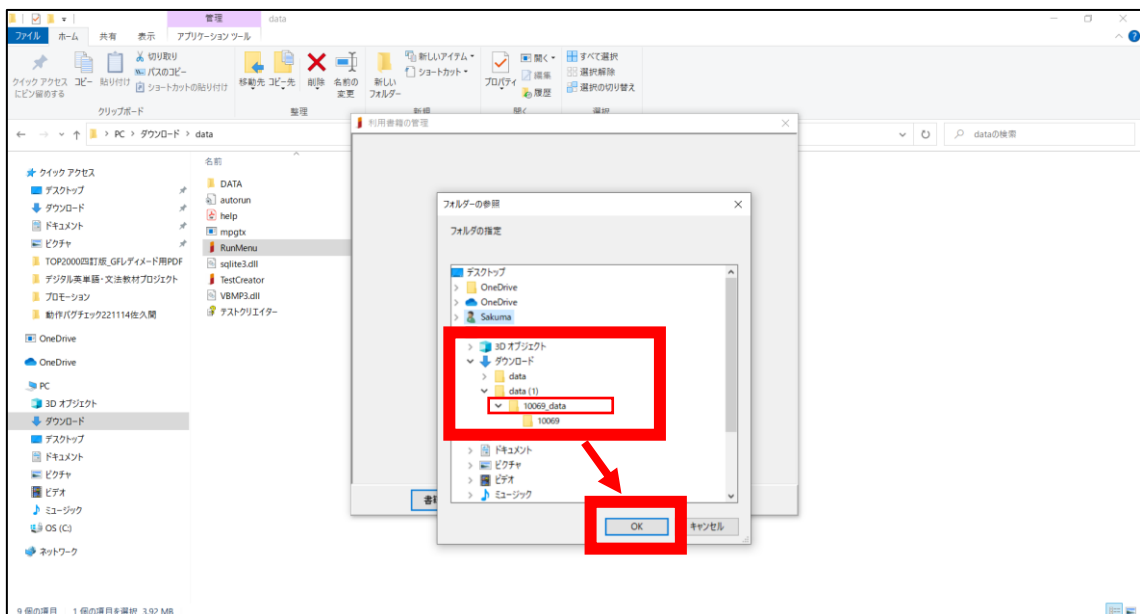 管理
data
ファイル
ホーム
共有
表示
アプリケーション ツール
クイック アクセス
にピン留めする
コピー
貼り付け
切り取り
パスのコピー
ショートカットの貼り付け
クリップボード
移動先
コピー先
削除
名前の
変更
整理
新しい
フォルダー
新しいアイテム
ショートカット
新規
プロパティ
開く
編集
履歴
開く
すべて選択
選択解除
選択の切り替え
選択
PC > ダウンロード > data
dataの検索
クイック アクセス
デスクトップ
ダウンロード
ドキュメント
ピクチャ
TOP2000四訂版_GFレディメード用PDF
デジタル英単語・文法教材プロジェクト
プロモーション
動作バグチェック221114佐久間
OneDrive
OneDrive
PC
3D オブジェクト
ダウンロード
デスクトップ
ドキュメント
ピクチャ
ビデオ
ミュージック
OS (C:)
ネットワーク
9 個の項目
1 個の項目を選択 3.92 MB
名前
DATA
autorun
help
mpgtx
RunMenu
sqlite3.dll
TestCreator
VBMP3.dll
テストクリエイター
利用書籍の管理
フォルダーの参照
フォルダの指定
デスクトップ
OneDrive
OneDrive
Sakuma
3D オブジェクト
ダウンロード
data
data (1)
10069_data
10069
ドキュメント
ピクチャ
ビデオ
ミュージック
OK
キャンセル